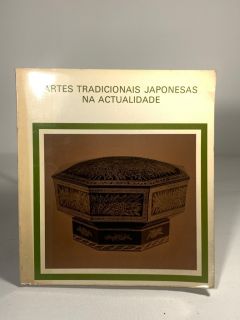 ARTES TRADICIONAIS JAPONESAS
NA ACTUALIDADE